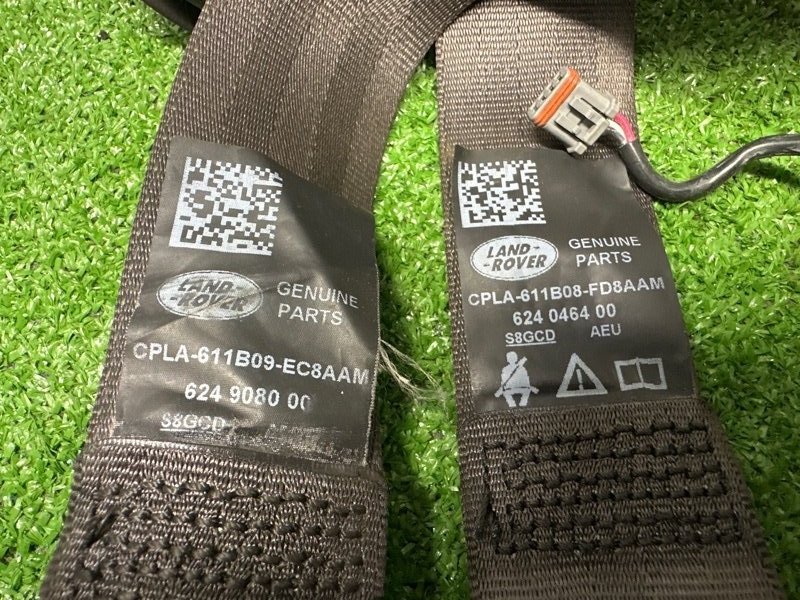 LAND-
-ROVER
GENUINE
PARTS
CPLA-611B09-EC8AAM
624 9080 00
S8GCD
LAND-
-ROVER
GENUINE
PARTS
CPLA-611B08-FD8AAM
624 0464 00
S8GCD AEU